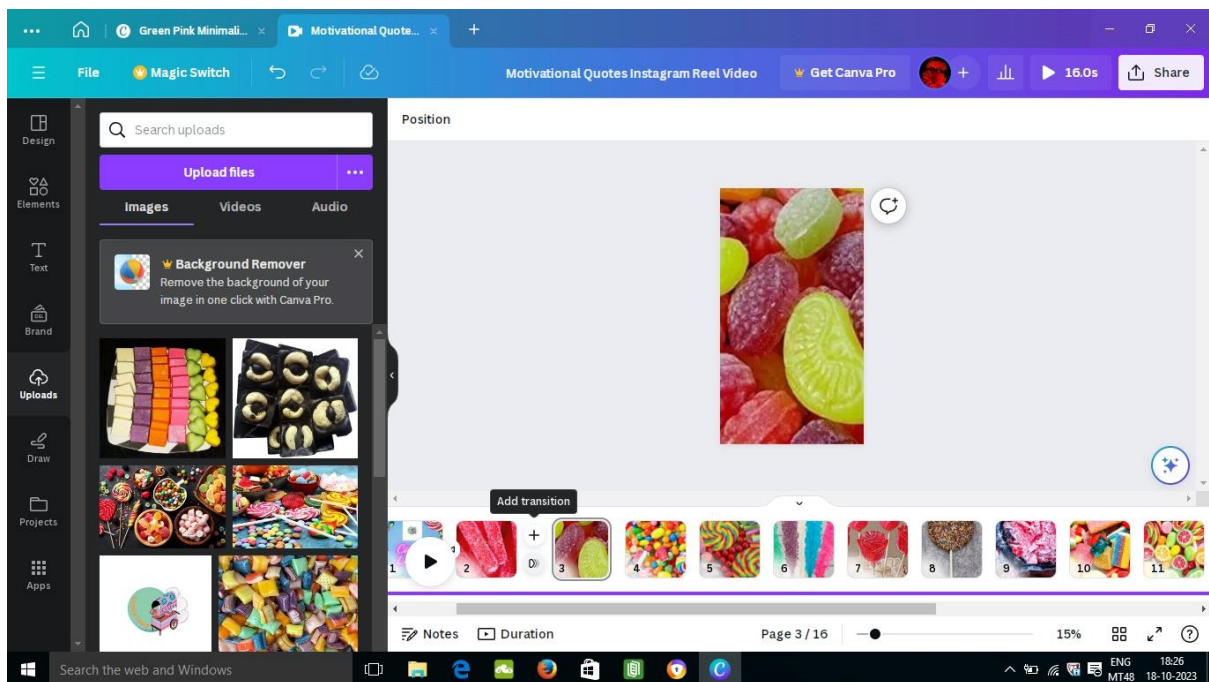 Green Pink Minimali...
Motivational Quote...
File
Magic Switch
Motivational Quotes Instagram Reel Video
Get Canva Pro
16.0s
Share
Design
Elements
Text
Brand
Uploads
Draw
Projects
Apps
Search uploads
Upload files
Images Videos Audio
Background Remover
Remove the background of your
image in one click with Canva Pro.
Position
Add transition
1 2 3 4 5 6 7 8 9 10 11
Notes Duration Page 3 / 16 15%
Search the web and Windows
ENG 18:26
MT48 18-10-2023